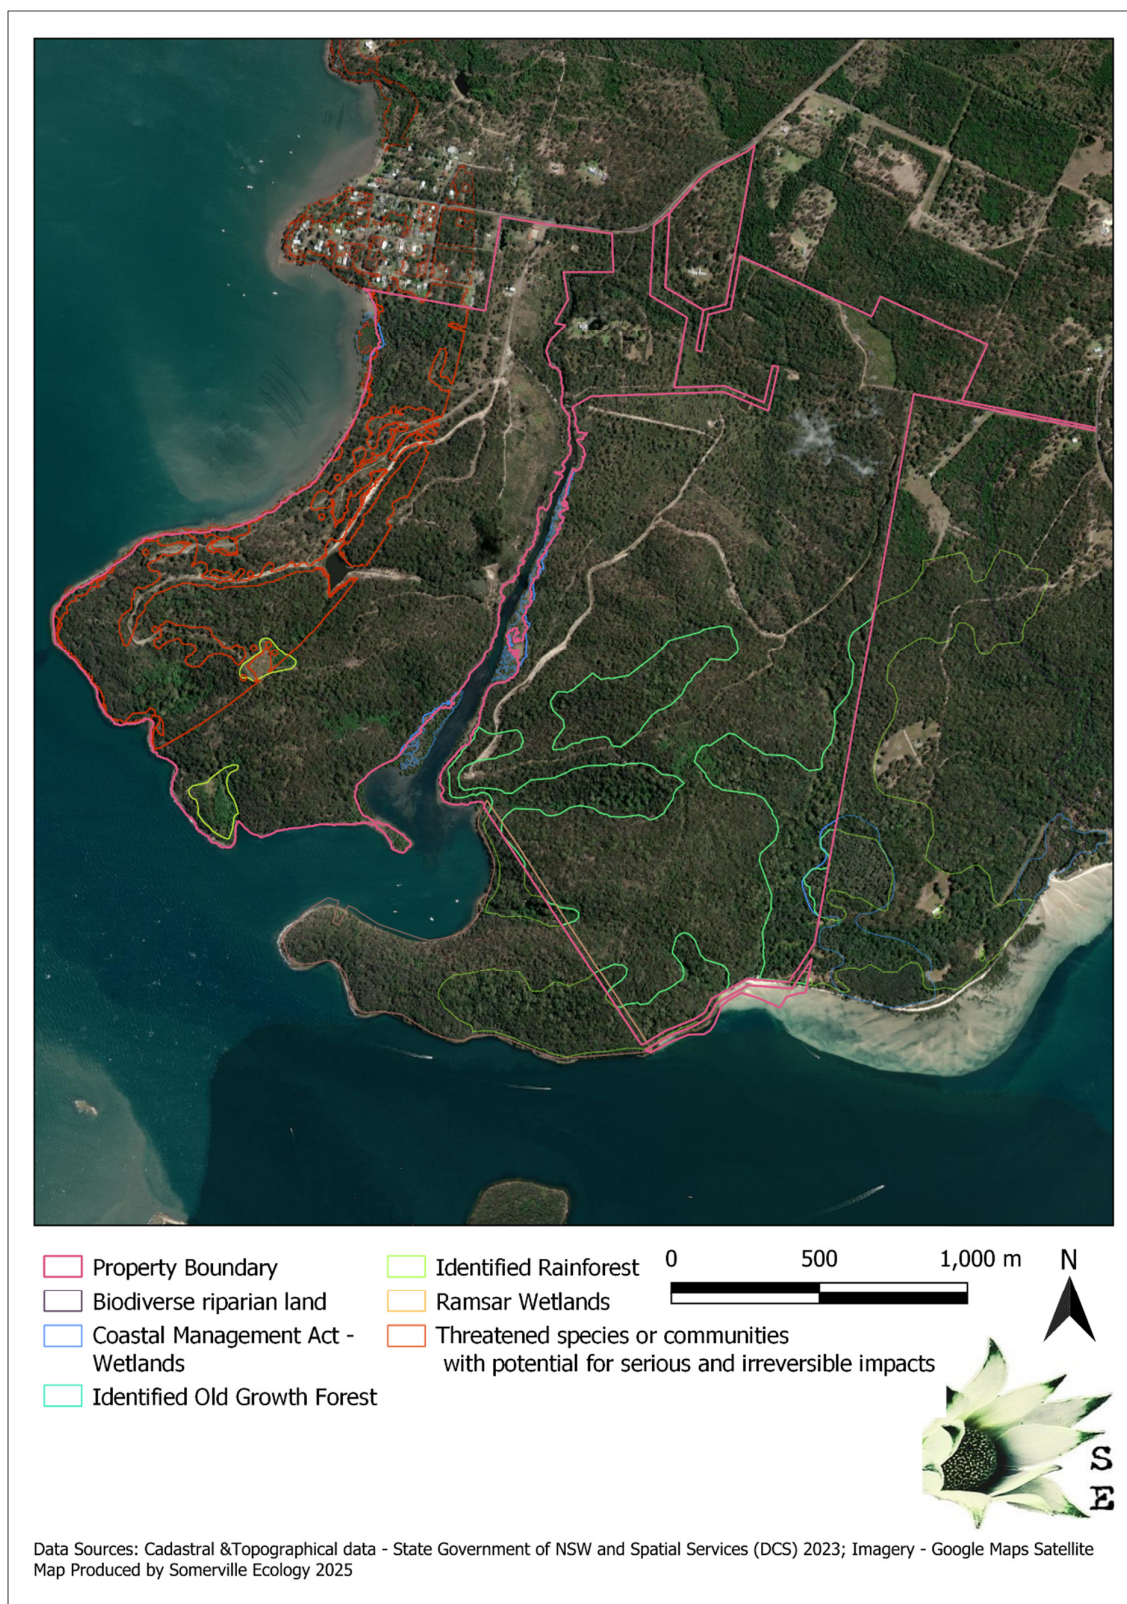 Property Boundary
Biodiverse riparian land
Coastal Management Act -
Wetlands
Identified Old Growth Forest
Identified Rainforest
Ramsar Wetlands
Threatened species or communities
with potential for serious and irreversible impacts
0 500 1,000 m
N
S
E
Data Sources: Cadastral &Topographical data - State Government of NSW and Spatial Services (DCS) 2023; Imagery - Google Maps Satellite
Map Produced by Somerville Ecology 2025